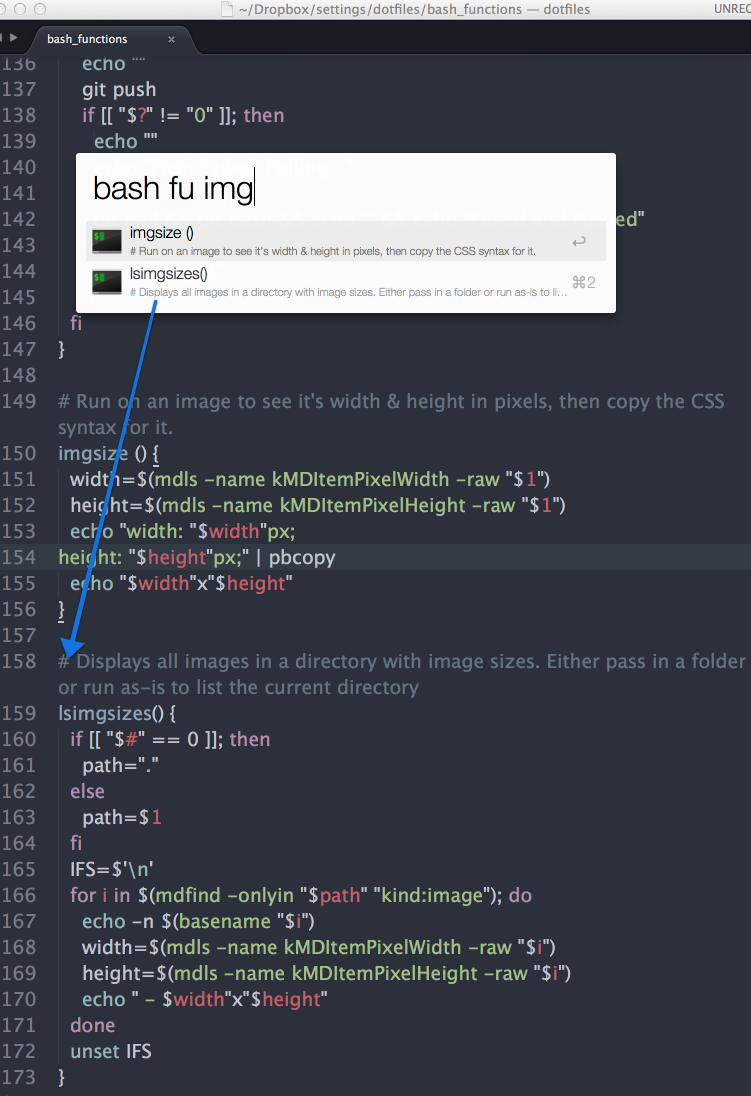 ~/Dropbox/settings/dotfiles/bash_functions — dotfiles UNREC
bash_functions ×
136 echo ""
137 git push
138 if [[ "$?" != "0" ]]; then
139 echo ""
140
bash fu img
141
142 ed"
imgsize ()
# Run on an image to see it's width & height in pixels, then copy the CSS syntax for it.
143
144
lsimgsizes()
⌘2
# Displays all images in a directory with image sizes. Either pass in a folder or run as-is to li...
145
146 fi
147 }
148
149 # Run on an image to see it's width & height in pixels, then copy the CSS
syntax for it.
150 imgsize () {
151 width=$(mdls -name kMDItemPixelWidth -raw "$1")
152 height=$(mdls -name kMDItemPixelHeight -raw "$1")
153 echo "width: "$width"px;
154 height: "$height"px;" | pbcopy
155 echo "$width"x"$height"
156 }
157
158 # Displays all images in a directory with image sizes. Either pass in a folder
or run as-is to list the current directory
159 lsimgsizes() {
160 if [[ "$#" == 0 ]]; then
161 path="."
162 else
163 path=$1
164 fi
165 IFS=$'\n'
166 for i in $(mdfind -onlyin "$path" "kind:image"); do
167 echo -n $(basename "$i")
168 width=$(mdls -name kMDItemPixelWidth -raw "$i")
169 height=$(mdls -name kMDItemPixelHeight -raw "$i")
170 echo " - $width"x"$height"
171 done
172 unset IFS
173 }